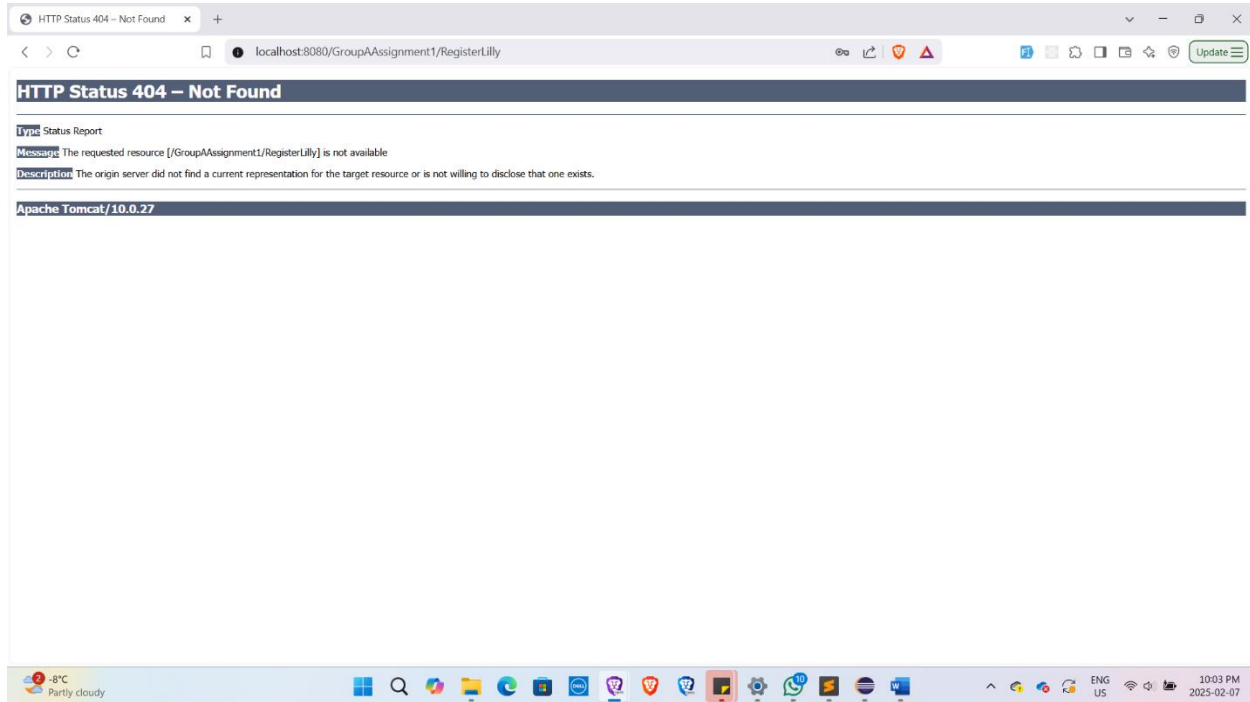 HTTP Status 404 – Not Found
localhost:8080/GroupAAssignment1/RegisterLilly
Update
HTTP Status 404 – Not Found
Type Status Report
Message The requested resource [/GroupAAssignment1/RegisterLilly] is not available
Description The origin server did not find a current representation for the target resource or is not willing to disclose that one exists.
Apache Tomcat/10.0.27
2
-8°C
Partly cloudy
DELL
10
W
ENG
US
10:03 PM
2025-02-07